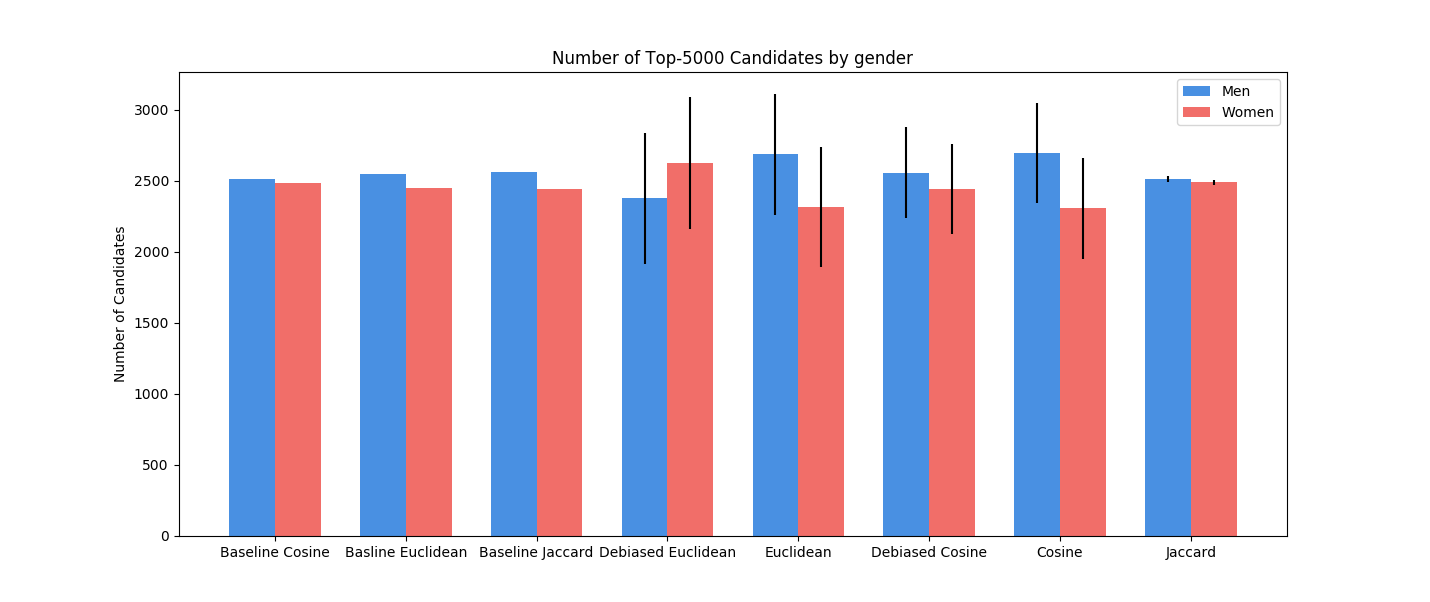 Number of Top-5000 Candidates by gender
Men
Women
3000
2500
2000
1500
1000
500
0
Number of Candidates
Baseline Cosine
Basline Euclidean
Baseline Jaccard
Debiased Euclidean
Euclidean
Debiased Cosine
Cosine
Jaccard